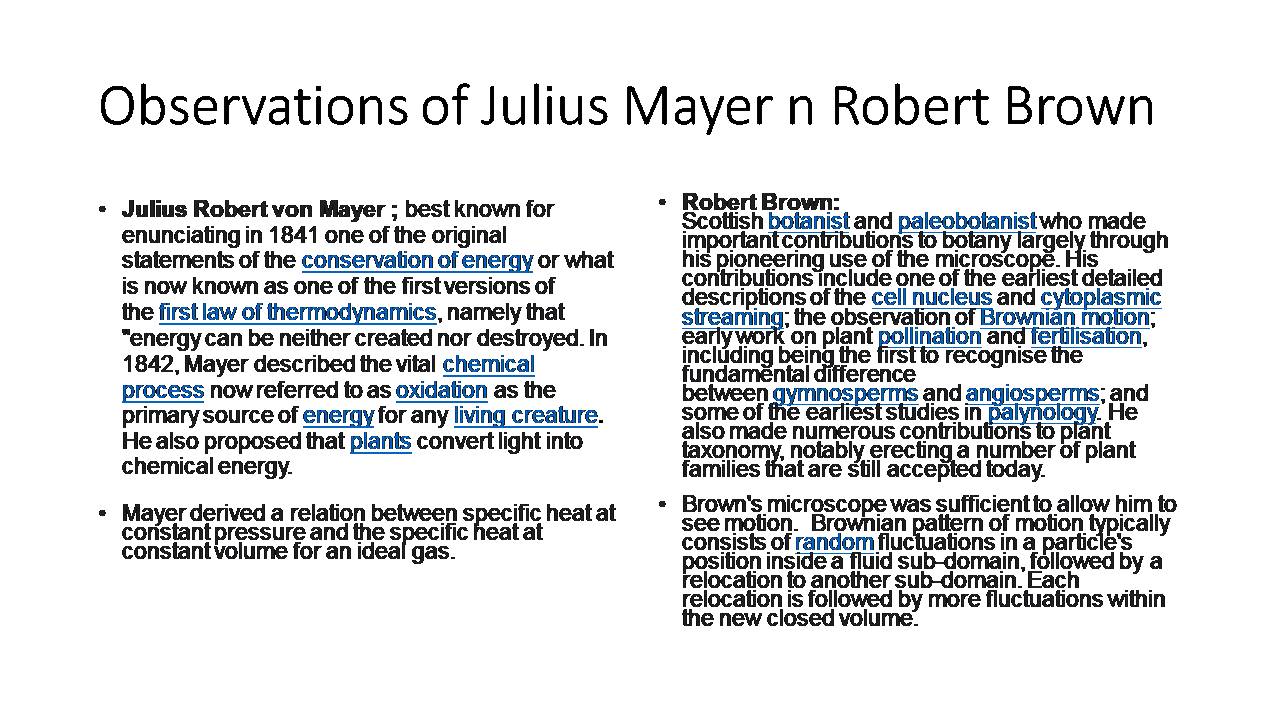 Observations of Julius Mayer n Robert Brown
• Julius Robert von Mayer ; best known for
enunciating in 1841 one of the original
statements of the conservation of energy or what
is now known as one of the first versions of
the first law of thermodynamics, namely that
"energy can be neither created nor destroyed. In
1842, Mayer described the vital chemical
process now referred to as oxidation as the
primary source of energy for any living creature.
He also proposed that plants convert light into
chemical energy.
• Mayer derived a relation between specific heat at
constant pressure and the specific heat at
constant volume for an ideal gas.
• Robert Brown:
Scottish botanist and paleobotanist who made
important contributions to botany largely through
his pioneering use of the microscope. His
contributions include one of the earliest detailed
descriptions of the cell nucleus and cytoplasmic
streaming; the observation of Brownian motion;
early work on plant pollination and fertilisation,
including being the first to recognise the
fundamental difference
between gymnosperms and angiosperms; and
some of the earliest studies in palynology. He
also made numerous contributions to plant
taxonomy, notably erecting a number of plant
families that are still accepted today.
• Brown's microscope was sufficient to allow him to
see motion. Brownian pattern of motion typically
consists of random fluctuations in a particle's
position inside a fluid sub-domain, followed by a
relocation to another sub-domain. Each
relocation is followed by more fluctuations within
the new closed volume.